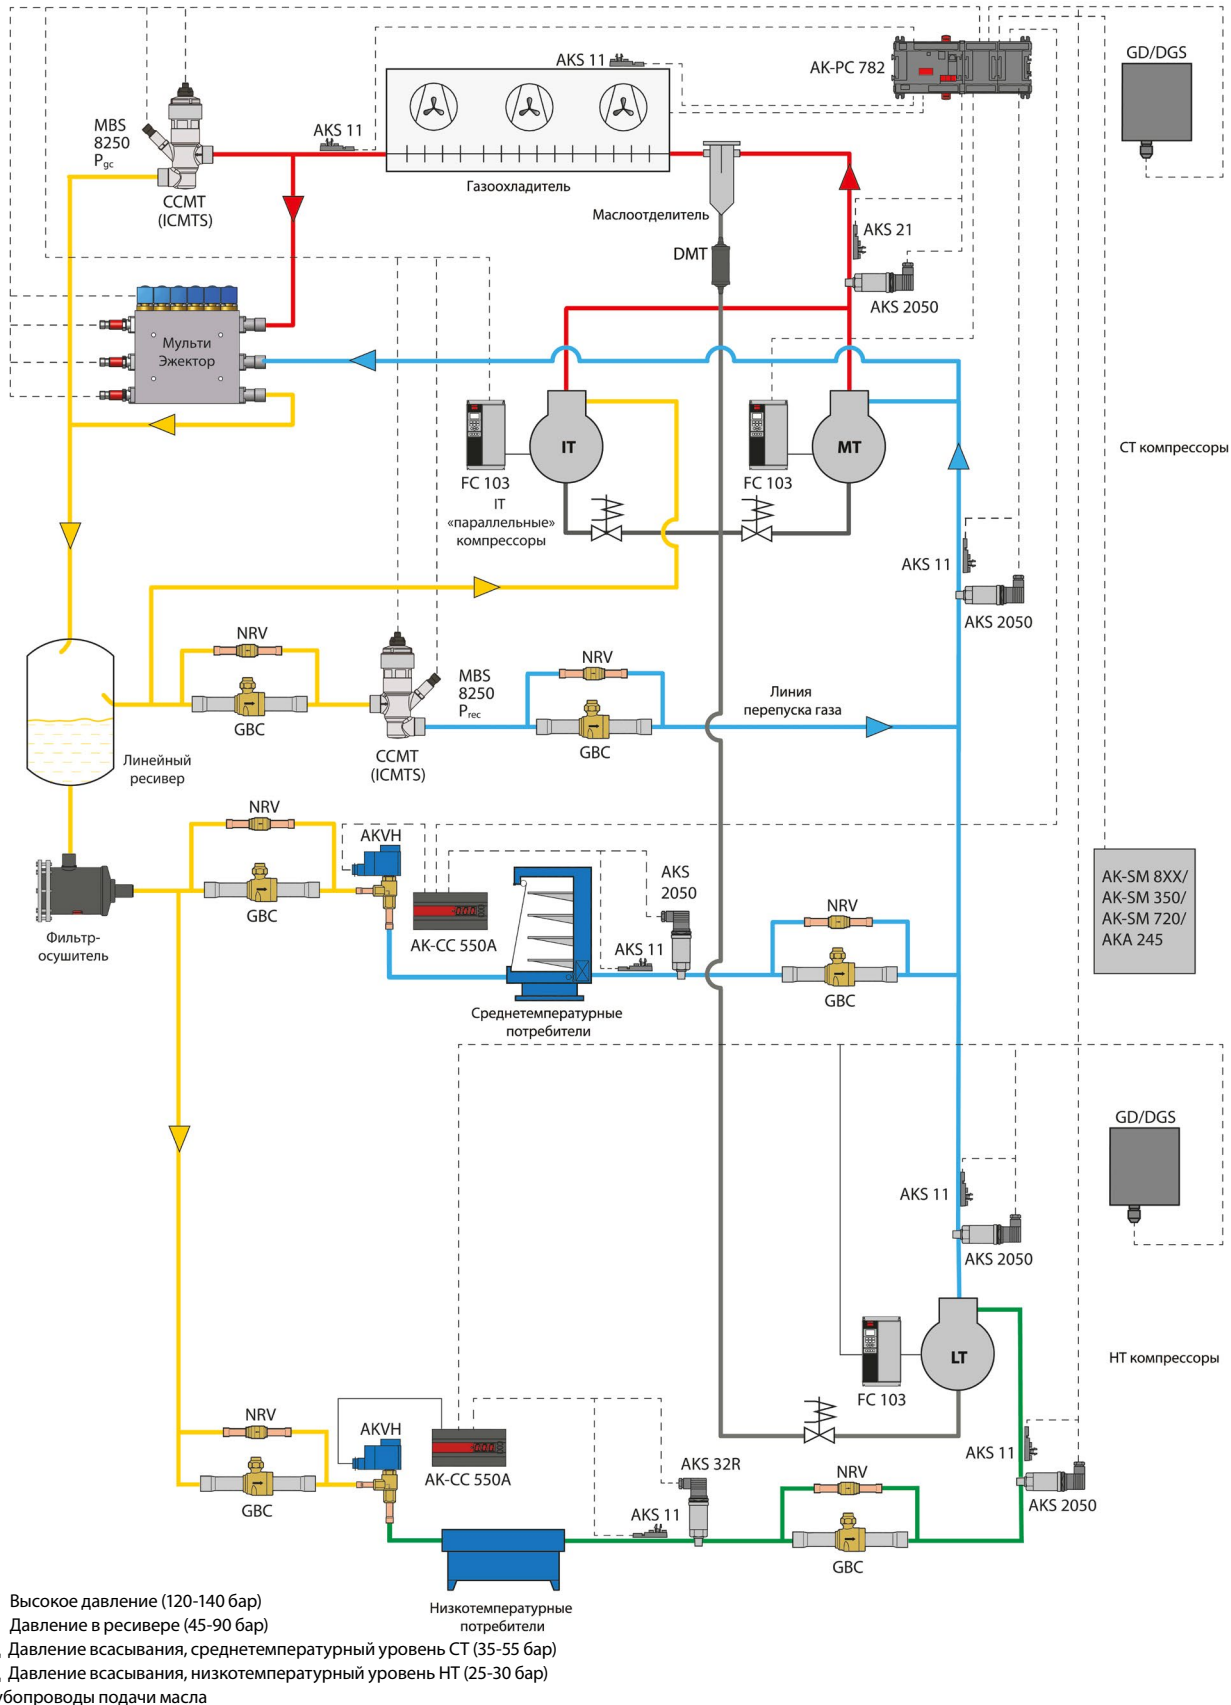 AK-PC 782
GD/DGS
AKS 11
AKS 11
MBS
8250
Pgc
CCMT
(ICMTS)
Газоохладитель
Маслоотделитель
DMT
AKS 21
AKS 2050
Мульти
Эжектор
IT
MT
FC 103
FC 103
IT
«параллельные»
компрессоры
СТ компрессоры
AKS 11
AKS 2050
NRV
GBC
MBS
8250
Prec
CCMT
(ICMTS)
NRV
GBC
Линия
перепуска газа
Линейный
ресивер
NRV
GBC
AKVH
AK-CC 550A
AKS
2050
AKS 11
NRV
GBC
AK-SM 8XX/
AK-SM 350/
AK-SM 720/
AKA 245
Фильтр-
осушитель
Среднетемпературные
потребители
GD/DGS
AKS 11
AKS 2050
LT
FC 103
НТ компрессоры
NRV
GBC
AKVH
AK-CC 550A
AKS 32R
AKS 11
NRV
GBC
AKS 11
AKS 2050
Низкотемпературные
потребители
Высокое давление (120-140 бар)
Давление в ресивере (45-90 бар)
Давление всасывания, среднетемпературный уровень СТ (35-55 бар)
Давление всасывания, низкотемпературный уровень НТ (25-30 бар)
убопроводы подачи масла